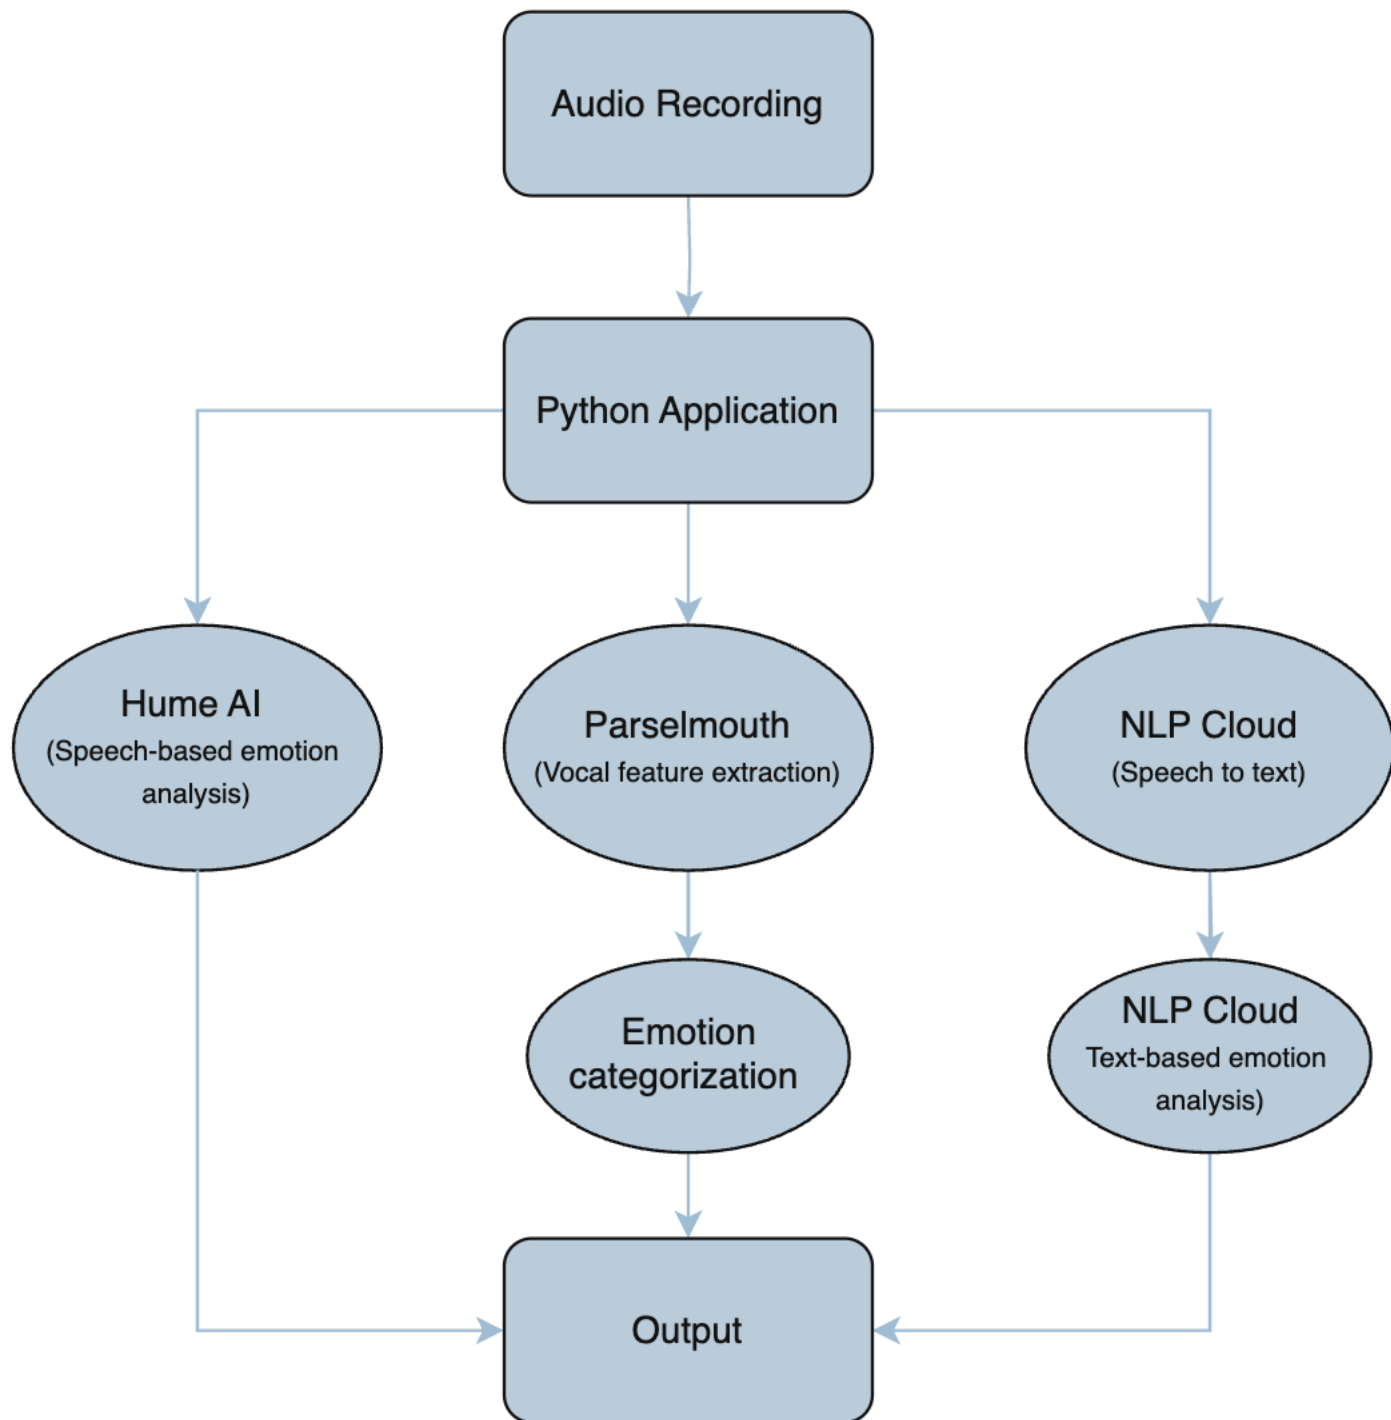 Audio Recording
Python Application
Hume AI
(Speech-based emotion
analysis)
Parselmouth
(Vocal feature extraction)
NLP Cloud
(Speech to text)
Emotion
categorization
NLP Cloud
Text-based emotion
analysis)
Output